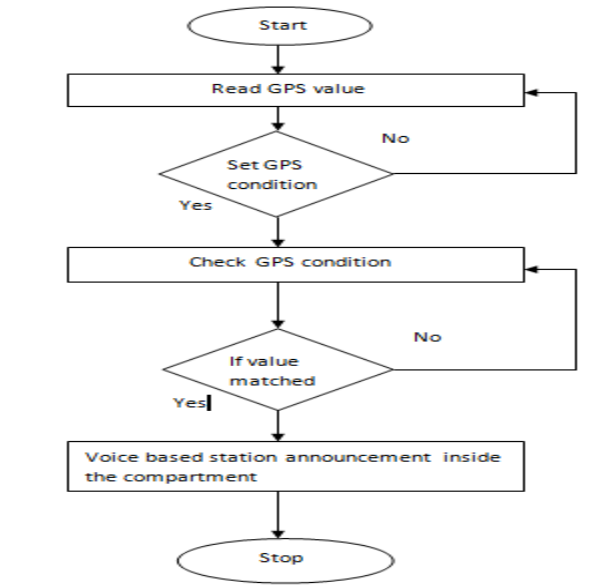 Start
Read GPS value
No
Set GPS
condition
Yes
Check GPS condition
No
If value
matched
Yes
Voice based station announcement inside
the compartment
Stop